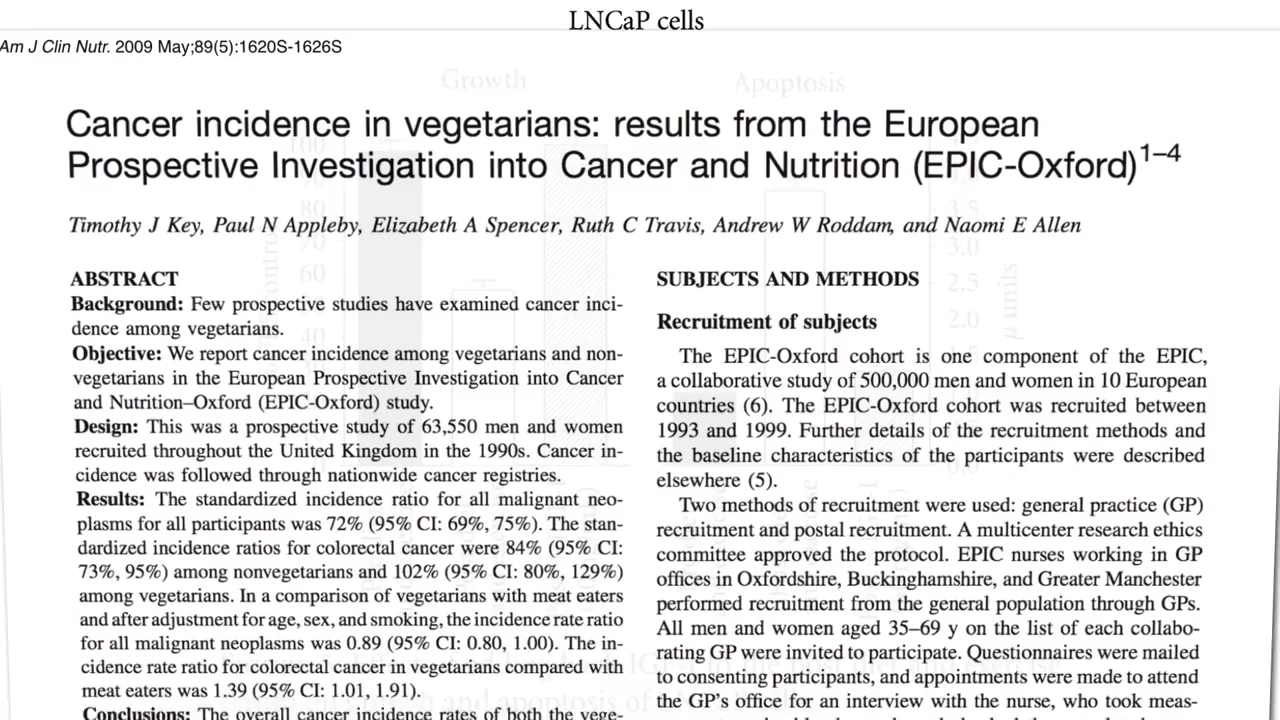 LNCaP cells
Am J Clin Nutr. 2009 May;89(5):1620S-1626S
Growth
Apoptosis
Cancer incidence in vegetarians: results from the European
Prospective Investigation into Cancer and Nutrition (EPIC-Oxford)1–4
Timothy J Key, Paul N Appleby, Elizabeth A Spencer, Ruth C Travis, Andrew W Roddam, and Naomi E Allen
ABSTRACT
Background: Few prospective studies have examined cancer inci-
dence among vegetarians.
Objective: We report cancer incidence among vegetarians and non-
vegetarians in the European Prospective Investigation into Cancer
and Nutrition–Oxford (EPIC-Oxford) study.
Design: This was a prospective study of 63,550 men and women
recruited throughout the United Kingdom in the 1990s. Cancer in-
cidence was followed through nationwide cancer registries.
Results: The standardized incidence ratio for all malignant neo-
plasms for all participants was 72% (95% CI: 69%, 75%). The stan-
dardized incidence ratios for colorectal cancer were 84% (95% CI:
73%, 95%) among nonvegetarians and 102% (95% CI: 80%, 129%)
among vegetarians. In a comparison of vegetarians with meat eaters
and after adjustment for age, sex, and smoking, the incidence rate ratio
for all malignant neoplasms was 0.89 (95% CI: 0.80, 1.00). The in-
cidence rate ratio for colorectal cancer in vegetarians compared with
meat eaters was 1.39 (95% CI: 1.01, 1.91).
Conclusions: The overall cancer incidence rates of both the vege-
SUBJECTS AND METHODS
Recruitment of subjects
The EPIC-Oxford cohort is one component of the EPIC,
a collaborative study of 500,000 men and women in 10 European
countries (6). The EPIC-Oxford cohort was recruited between
1993 and 1999. Further details of the recruitment methods and
the baseline characteristics of the participants were described
elsewhere (5).
Two methods of recruitment were used: general practice (GP)
recruitment and postal recruitment. A multicenter research ethics
committee approved the protocol. EPIC nurses working in GP
offices in Oxfordshire, Buckinghamshire, and Greater Manchester
performed recruitment from the general population through GPs.
All men and women aged 35–69 y on the list of each collabo-
rating GP were invited to participate. Questionnaires were mailed
to consenting participants, and appointments were made to attend
the GP's office for an interview with the nurse, who took meas-